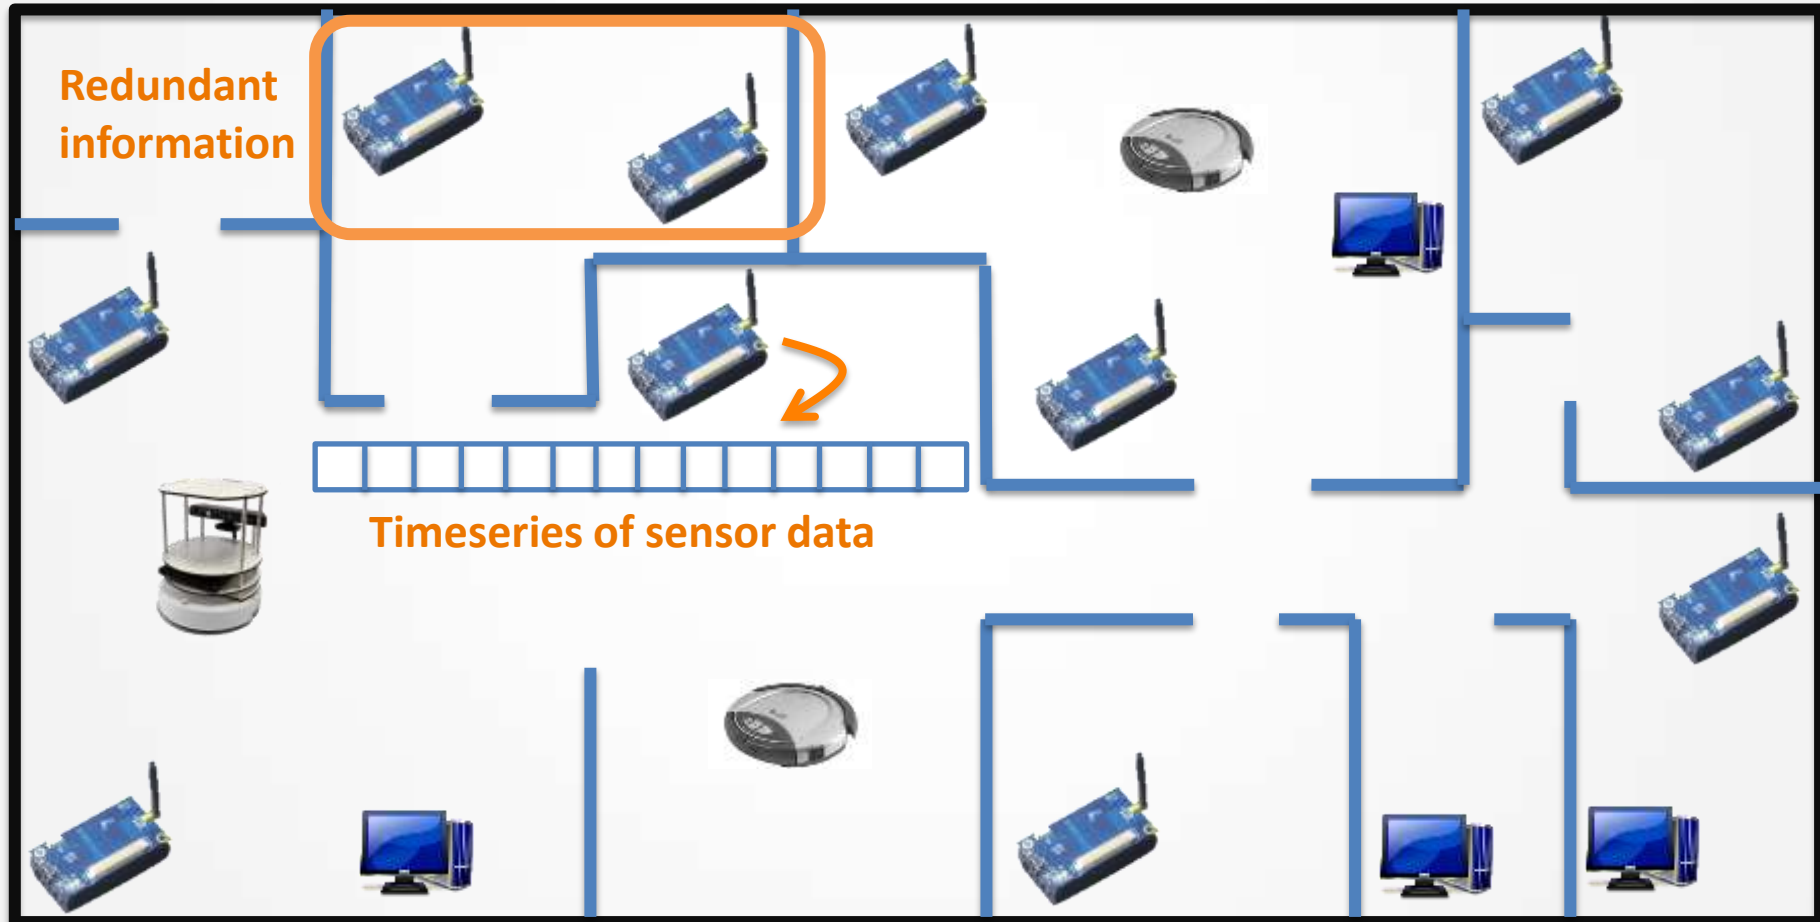 Redundant
information
Timeseries of sensor data